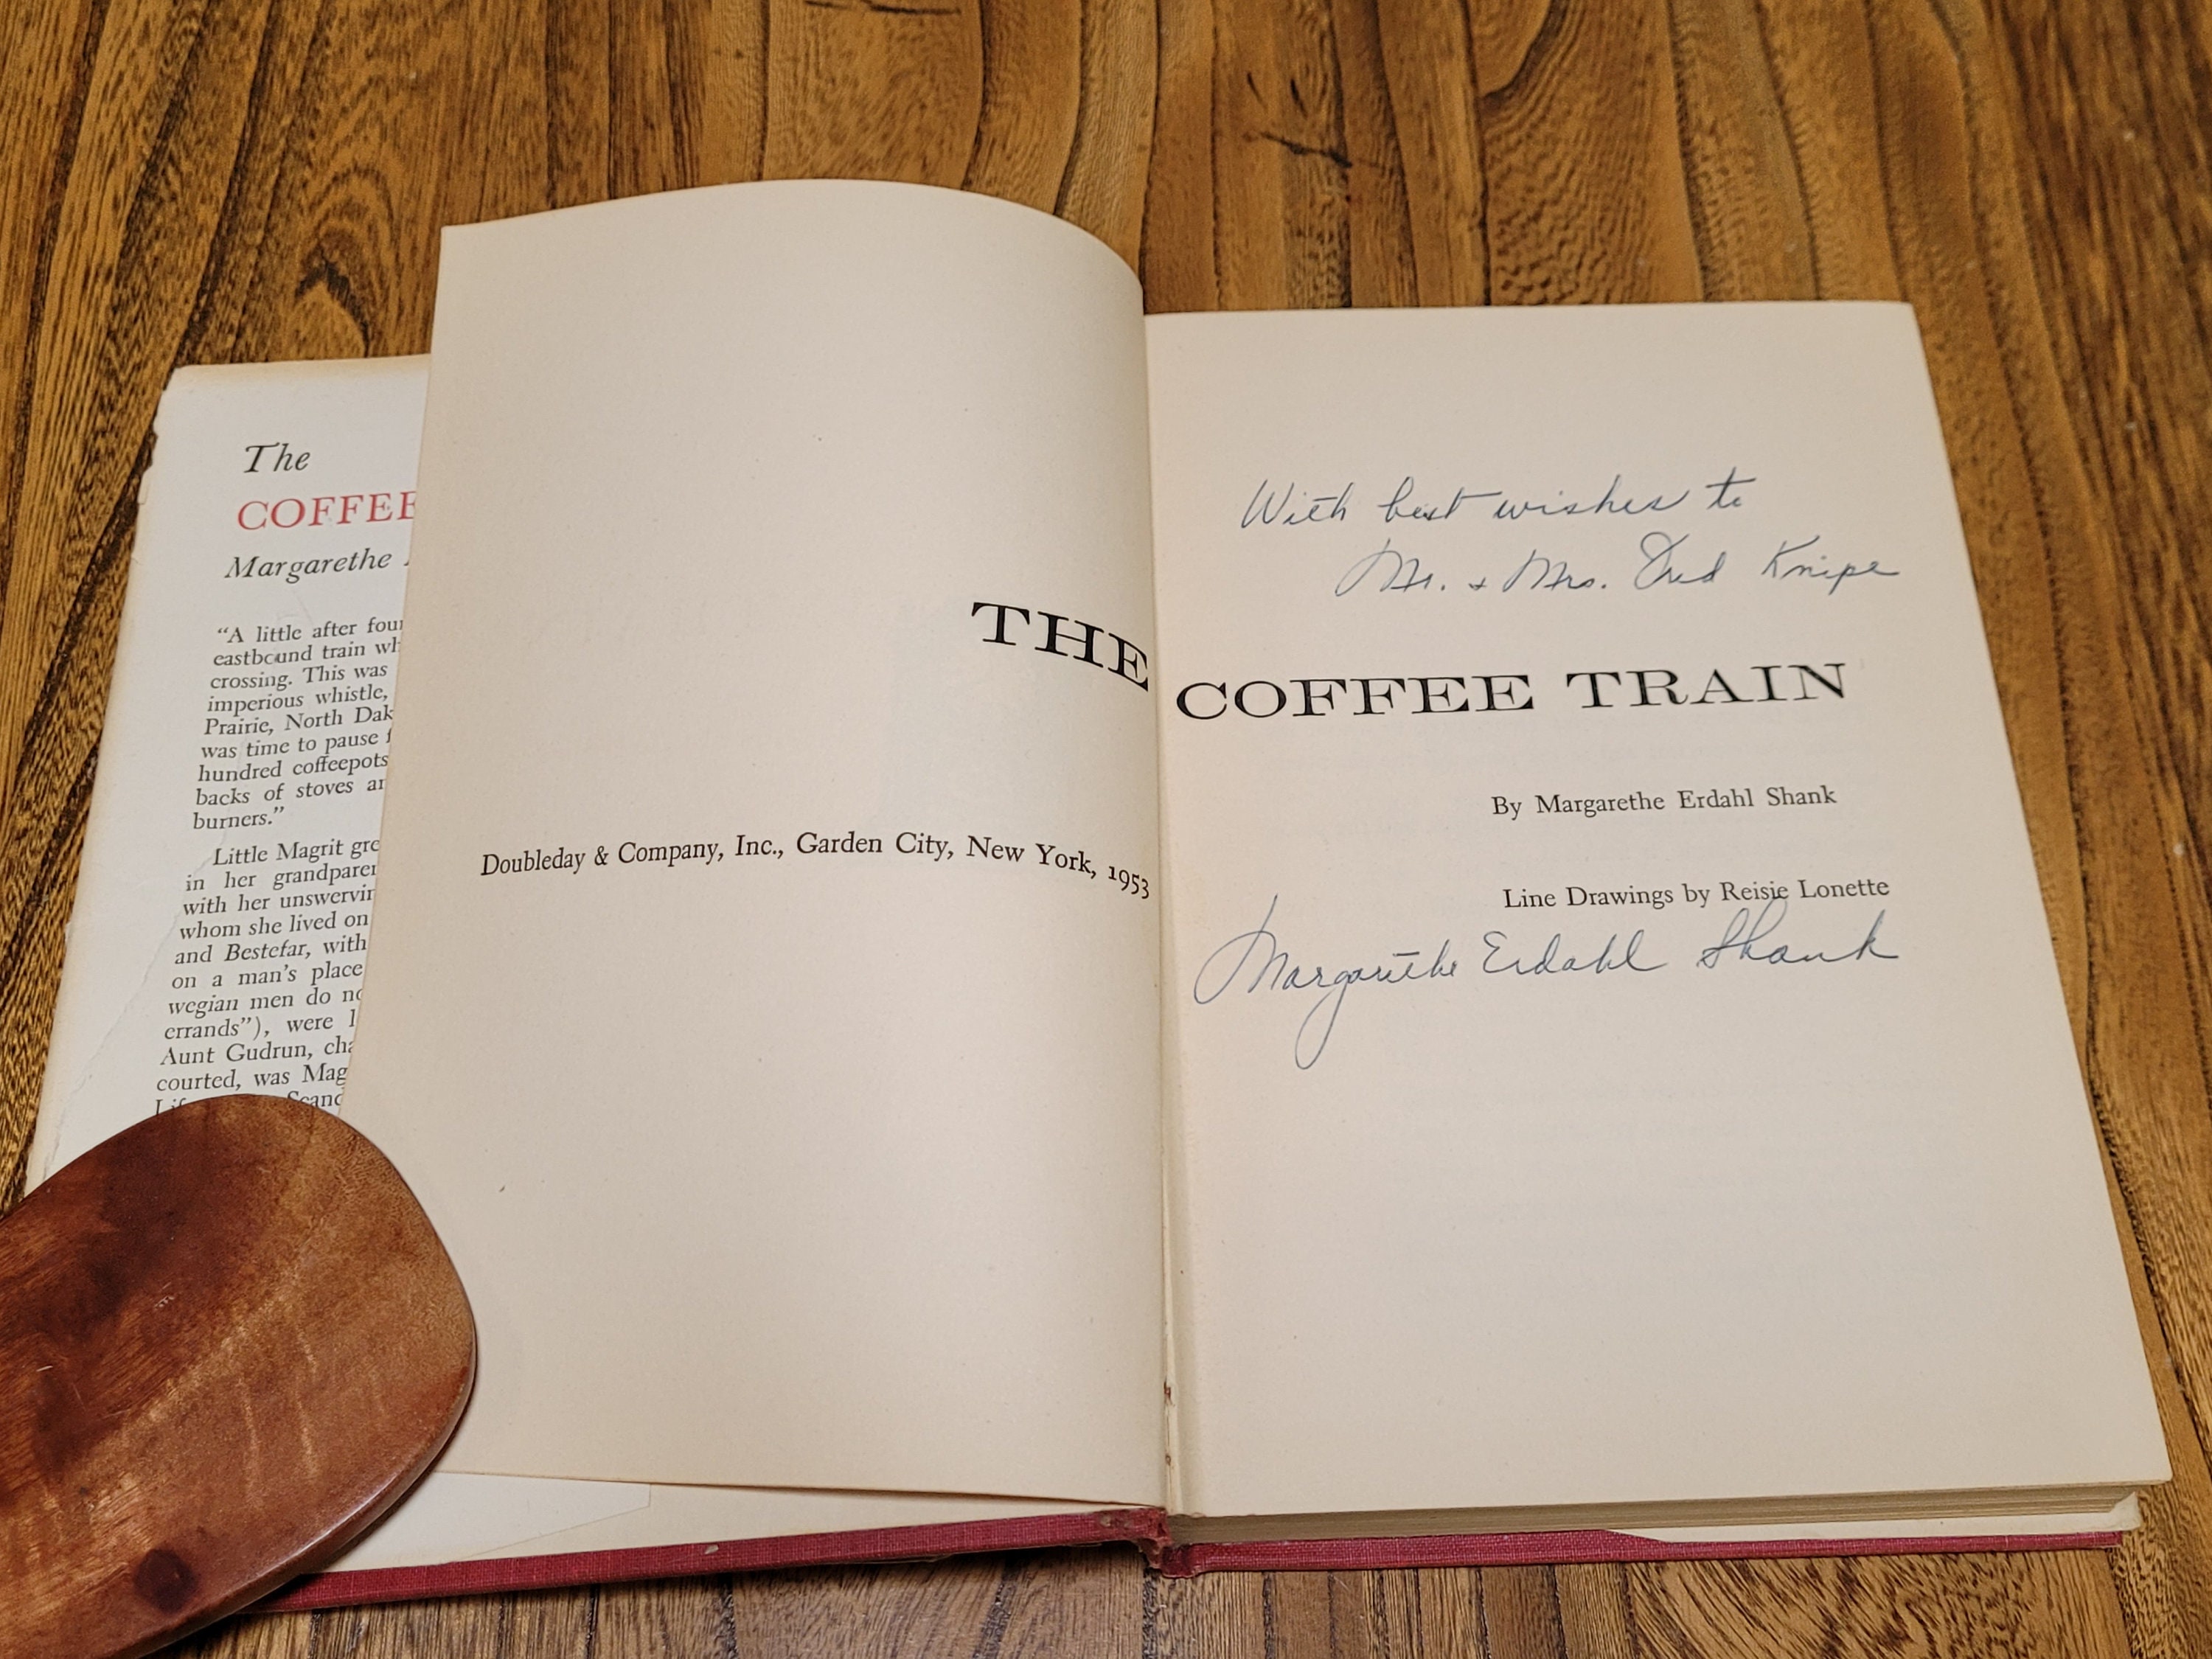 The
COFFEE
Margarethe
"A little after four
eastbound train wh
crossing. This was
imperious whistle,
Prairie, North Dak
was time to pause f
hundred coffeepots
backs of stoves an
burners."
Little Magrit gre
in her grandparen
with her unswervin
whom she lived on
and Bestefar, with
on a man's place
wegian men do no
errands"), were l
Aunt Gudrun, cha
courted, was Mag
Scand
THE COFFEE TRAIN
Doubleday & Company, Inc., Garden City, New York, 1953
With best wishes to
Mr. & Mrs. Fred Knipe
By Margarethe Erdahl Shank
Line Drawings by Reisie Lonette
Margarethe Erdahl Shank